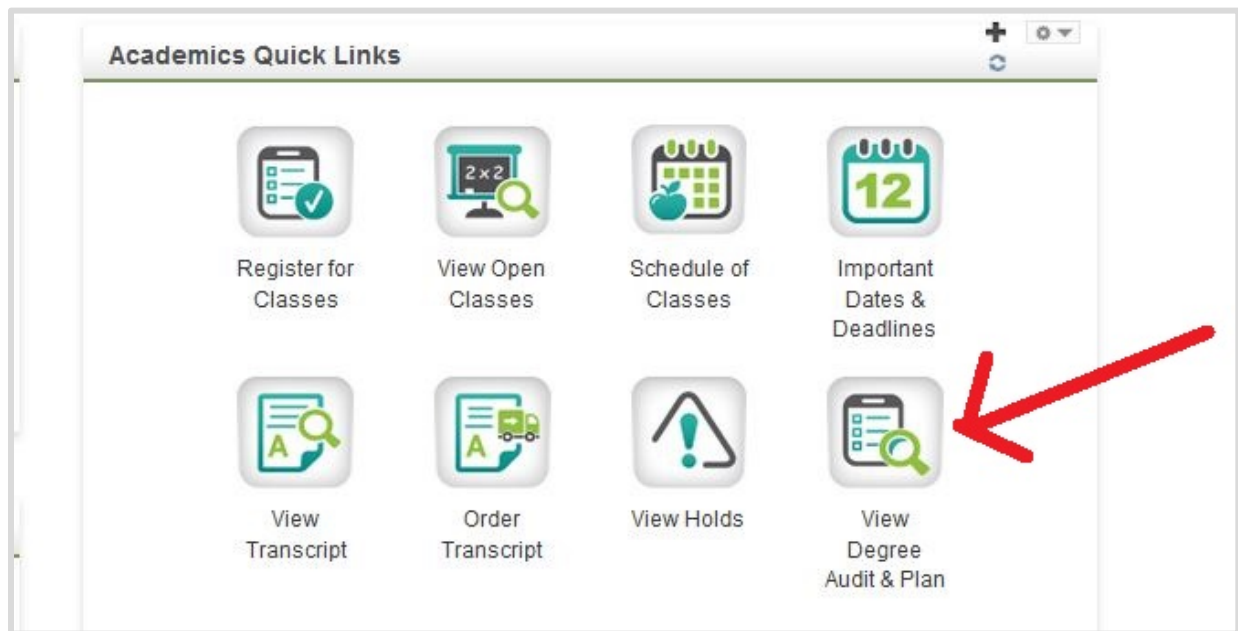 Academics Quick Links
2×2
12
Register for
Classes
View Open
Classes
Schedule of
Classes
Important
Dates &
Deadlines
A
A
View
Transcript
Order
Transcript
View Holds
View
Degree
Audit & Plan